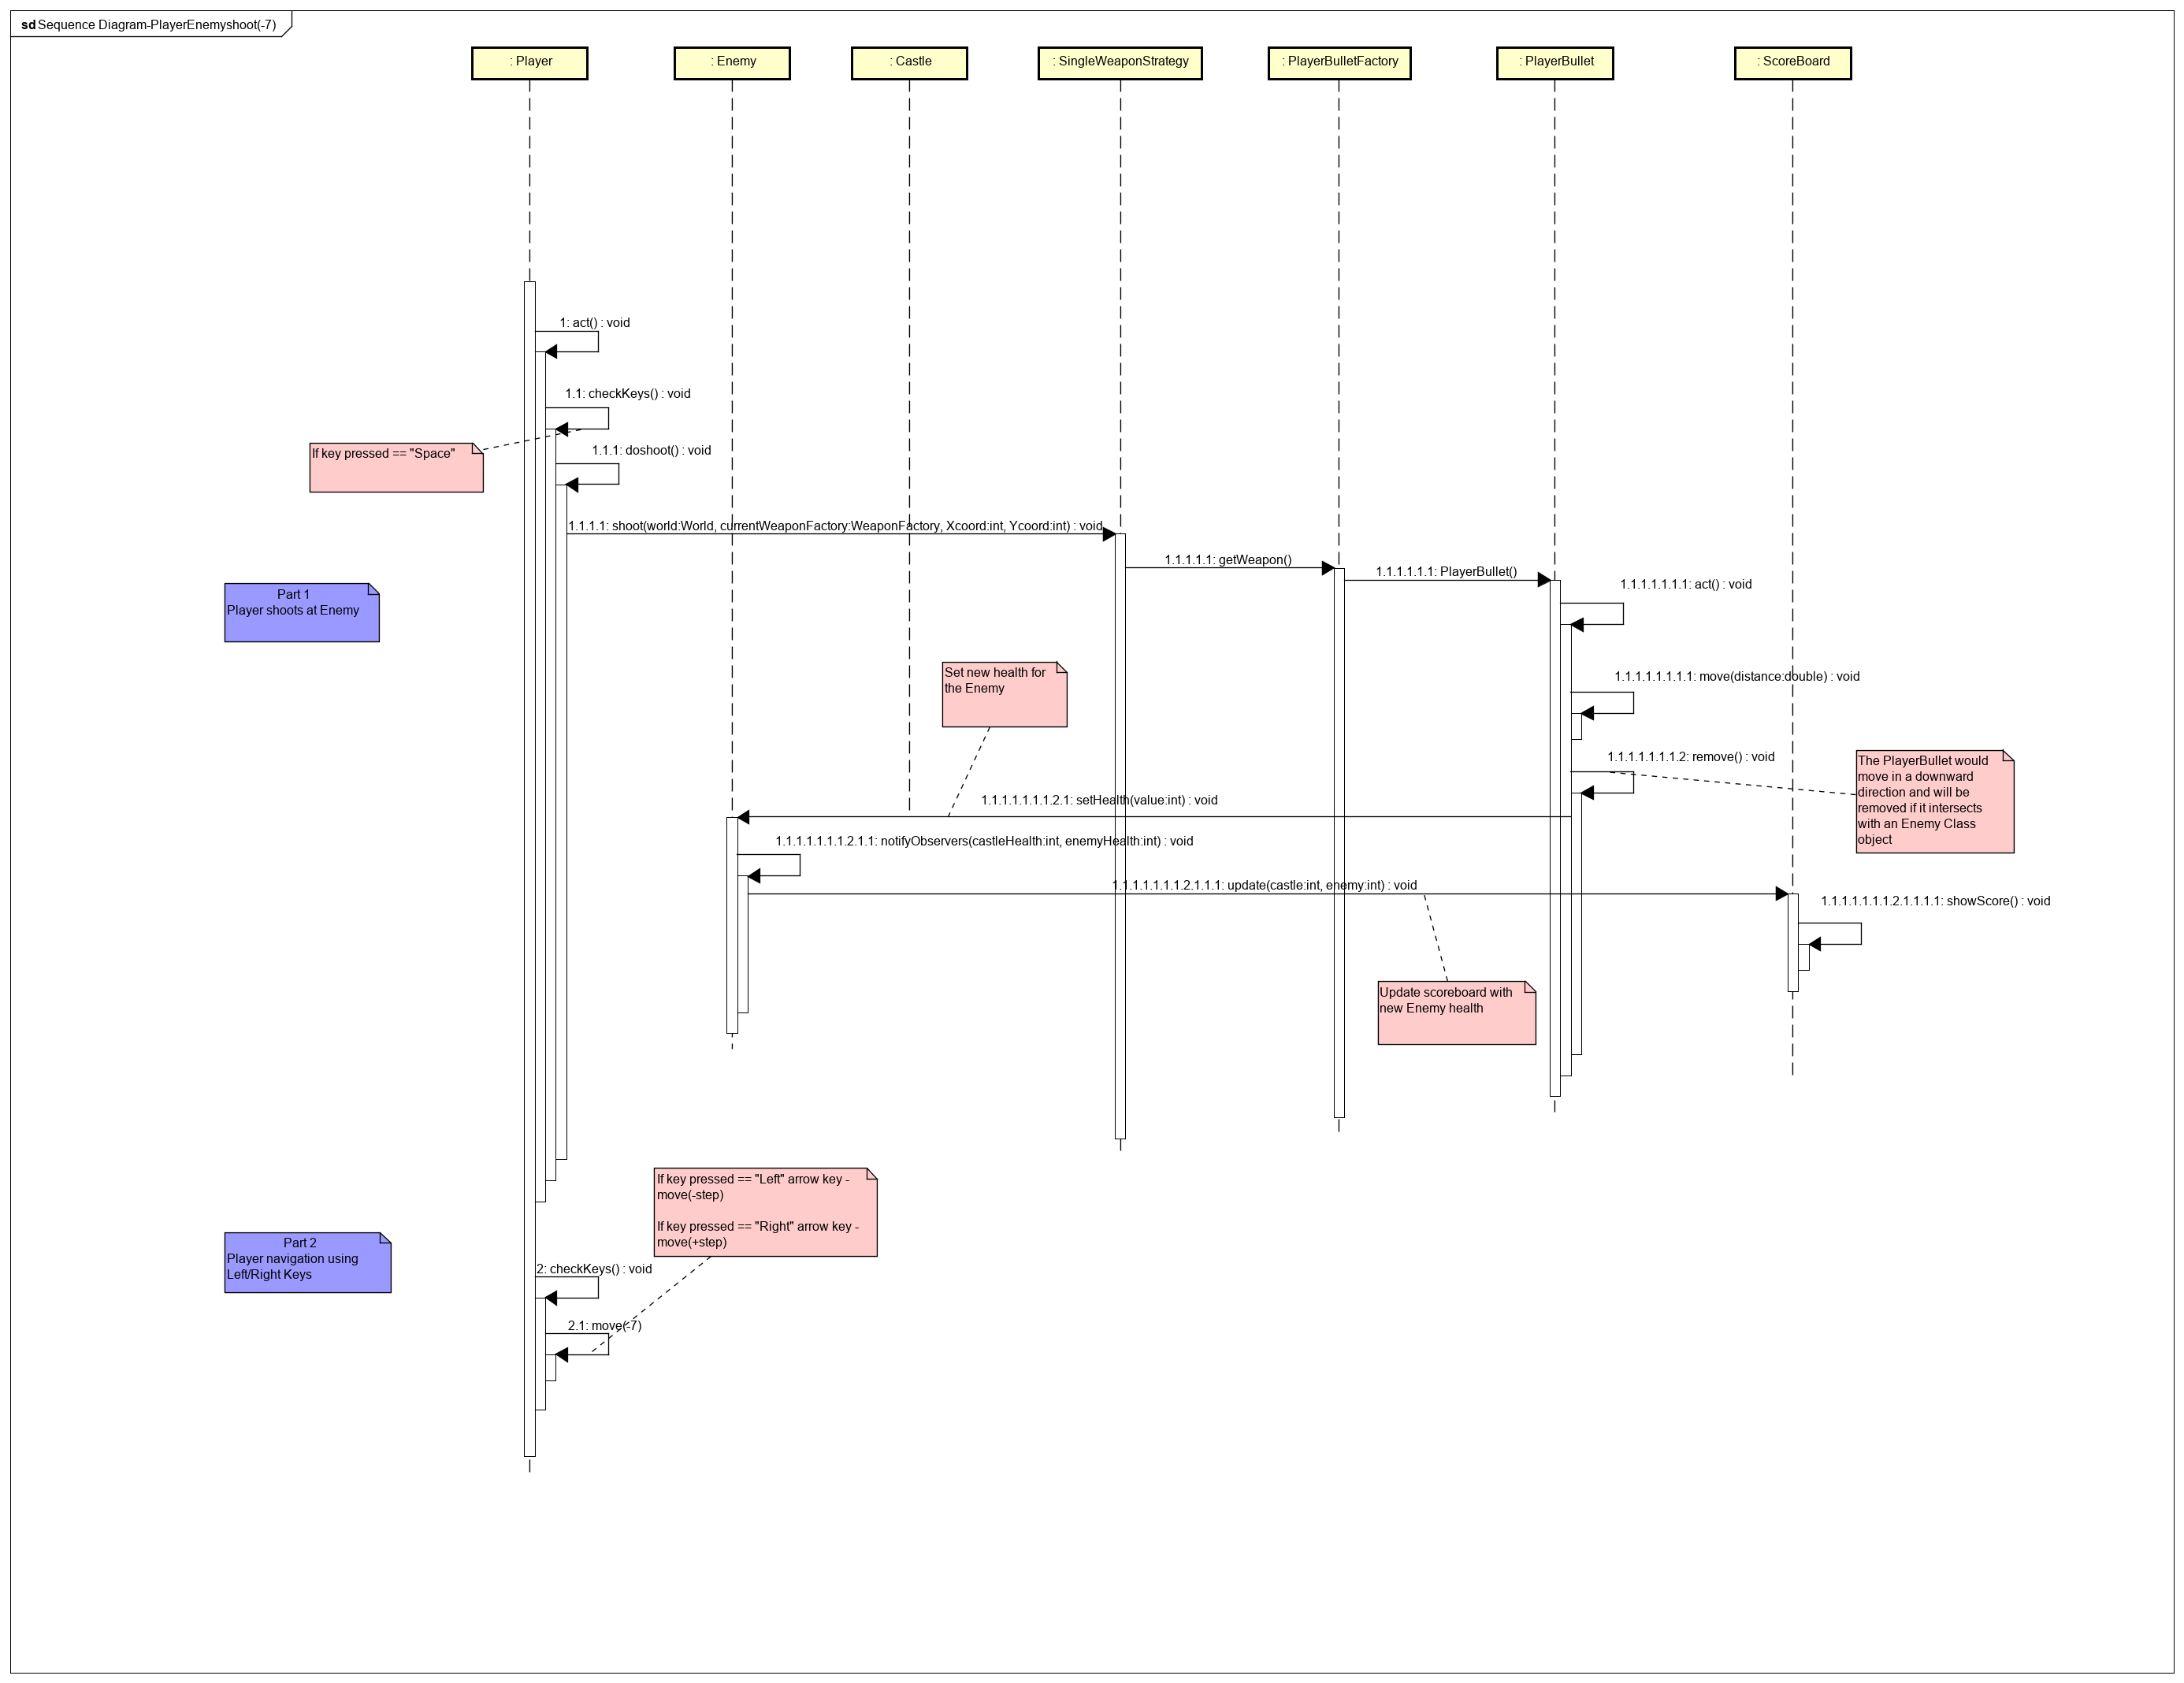 sd Sequence Diagram-PlayerEnemyshoot(-7)
: Player
: Enemy
: Castle
: SingleWeaponStrategy
: PlayerBulletFactory
: PlayerBullet
: ScoreBoard
1: act() : void
1.1: checkKeys() : void
If key pressed == "Space"
1.1.1: doshoot() : void
1.1.1.1: shoot(world:World, currentWeaponFactory:WeaponFactory, Xcoord:int, Ycoord:int) : void
1.1.1.1.1: getWeapon()
1.1.1.1.1.1: PlayerBullet()
1.1.1.1.1.1.1: act() : void
Part 1
Player shoots at Enemy
Set new health for
the Enemy
1.1.1.1.1.1.1.1: move(distance:double) : void
1.1.1.1.1.1.1.2: remove() : void
The PlayerBullet would
move in a downward
direction and will be
removed if it intersects
with an Enemy Class
object
1.1.1.1.1.1.1.2.1: setHealth(value:int) : void
1.1.1.1.1.1.1.2.1.1: notifyObservers(castleHealth:int, enemyHealth:int) : void
1.1.1.1.1.1.1.2.1.1.1: update(castle:int, enemy:int) : void
1.1.1.1.1.1.1.2.1.1.1.1: showScore() : void
Update scoreboard with
new Enemy health
If key pressed == "Left" arrow key -
move(-step)
If key pressed == "Right" arrow key -
move(+step)
Part 2
Player navigation using
Left/Right Keys
2: checkKeys() : void
2.1: move(-7)